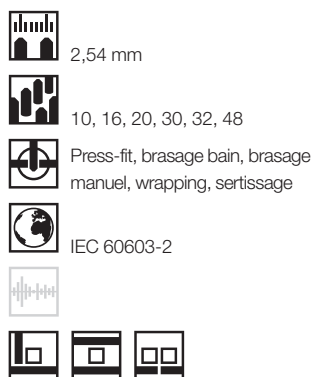 2,54 mm
10, 16, 20, 30, 32, 48
Press-fit, brasage bain, brasage
manuel, wrapping, sertissage
IEC 60603-2